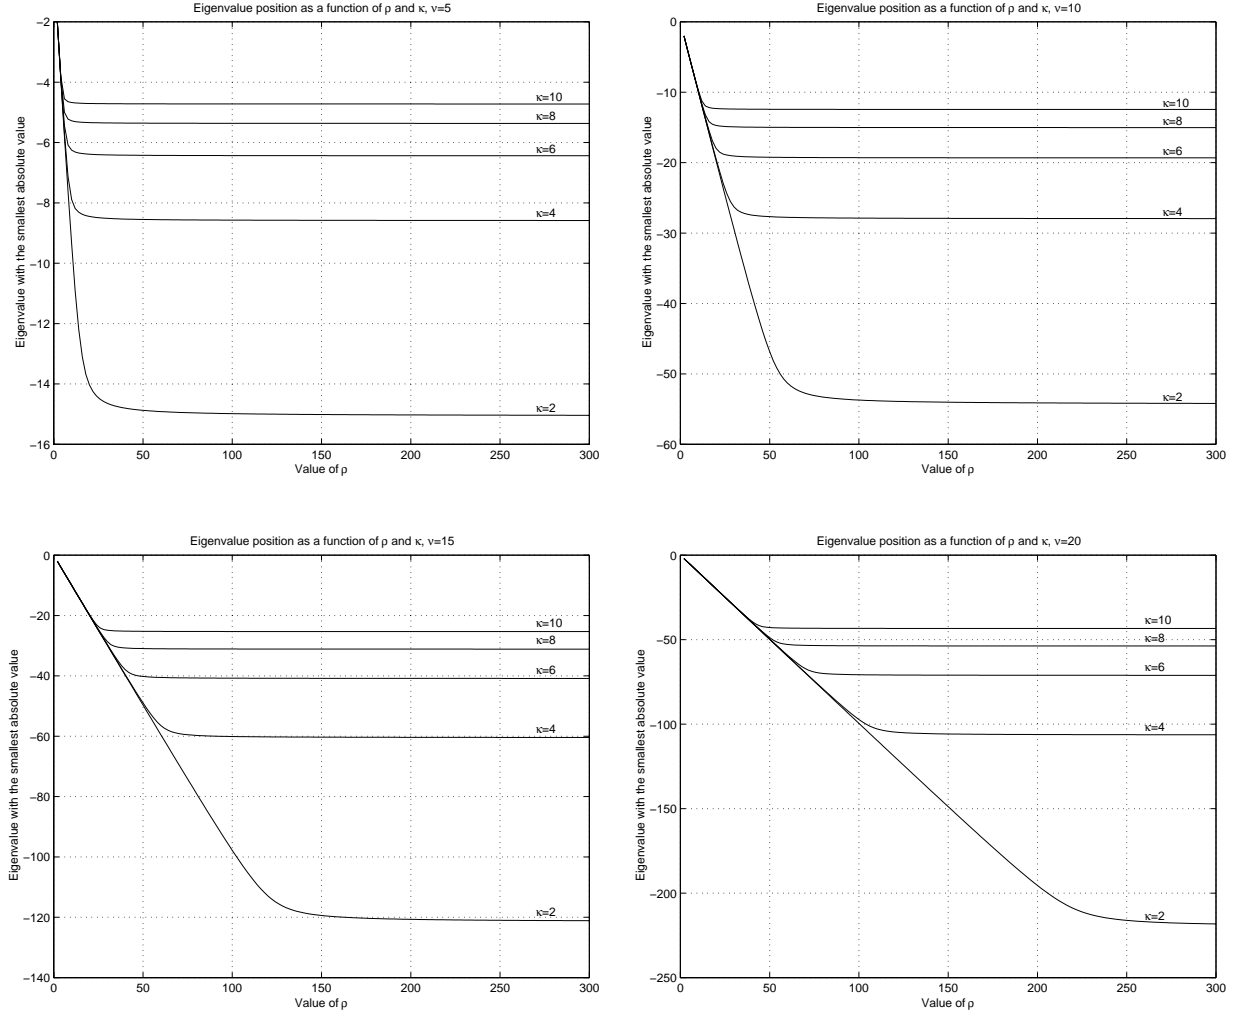 Eigenvalue position as a function of ρ and κ, ν=5
Eigenvalue with the smallest absolute value
−2
−4
−6
−8
−10
−12
−14
−16
κ=10
κ=8
κ=6
κ=4
κ=2
0
50
100
150
200
250
300
Value of ρ
Eigenvalue position as a function of ρ and κ, ν=10
Eigenvalue with the smallest absolute value
0
−10
−20
−30
−40
−50
−60
κ=10
κ=8
κ=6
κ=4
κ=2
0
50
100
150
200
250
300
Value of ρ
Eigenvalue position as a function of ρ and κ, ν=15
Eigenvalue with the smallest absolute value
0
−20
−40
−60
−80
−100
−120
−140
κ=10
κ=8
κ=6
κ=4
κ=2
0
50
100
150
200
250
300
Value of ρ
Eigenvalue position as a function of ρ and κ, ν=20
Eigenvalue with the smallest absolute value
0
−50
−100
−150
−200
−250
κ=10
κ=8
κ=6
κ=4
κ=2
0
50
100
150
200
250
300
Value of ρ